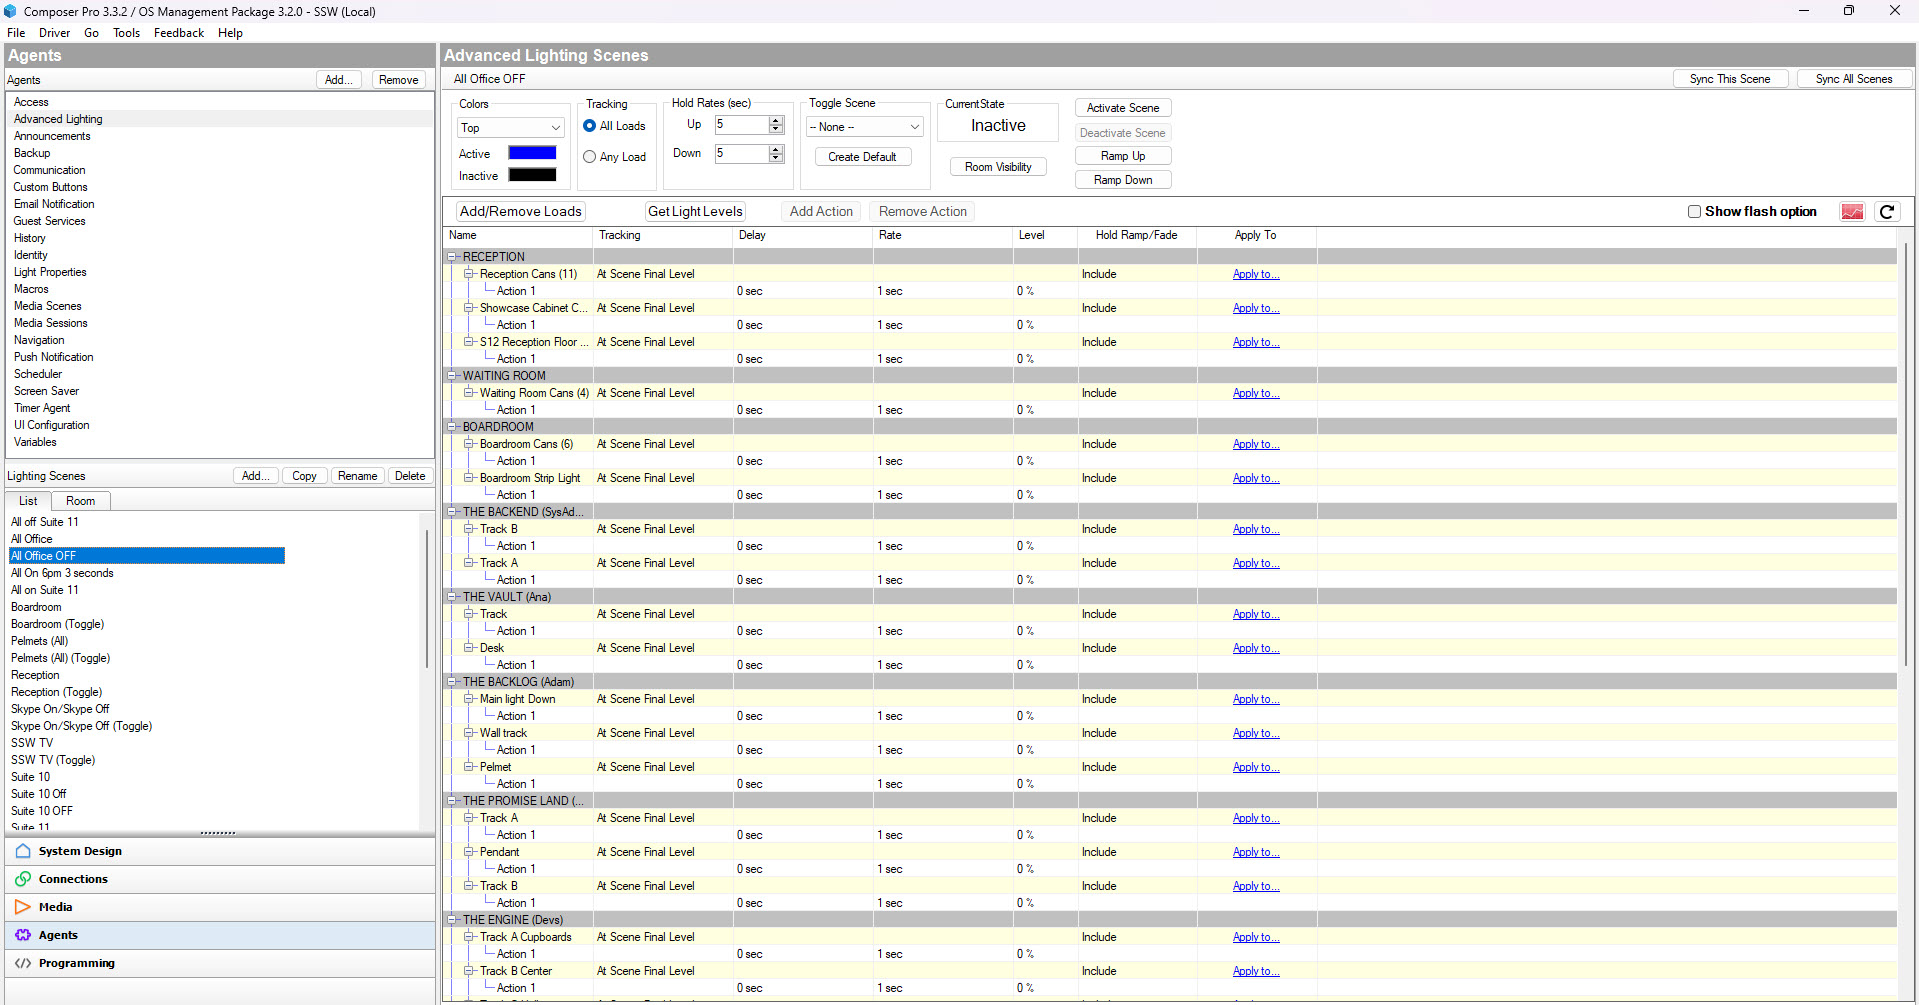 Composer Pro 3.3.2 / OS Management Package 3.2.0 - SSW (Local)
File Driver Go Tools Feedback Help
Agents
Agents Add... Remove
Access
Advanced Lighting
Announcements
Backup
Communication
Custom Buttons
Email Notification
Guest Services
History
Identity
Light Properties
Macros
Media Scenes
Media Sessions
Navigation
Push Notification
Scheduler
Screen Saver
Timer Agent
UI Configuration
Variables
Lighting Scenes Add... Copy Rename Delete
List Room
All off Suite 11
All Office
All Office OFF
All On 6pm 3 seconds
All on Suite 11
Boardroom
Boardroom (Toggle)
Pelmets (All)
Pelmets (All) (Toggle)
Reception
Reception (Toggle)
Skype On/Skype Off
Skype On/Skype Off (Toggle)
SSW TV
SSW TV (Toggle)
Suite 10
Suite 10 Off
Suite 10 OFF
Suite 11
System Design
Connections
Media
Agents
Programming
Advanced Lighting Scenes
All Office OFF Sync This Scene Sync All Scenes
Colors
Top
Active
Inactive
Tracking
All Loads
Any Load
Hold Rates (sec)
Up 5
Down 5
Toggle Scene
-- None --
Create Default
CurrentState
Inactive
Room Visibility
Activate Scene
Deactivate Scene
Ramp Up
Ramp Down
Add/Remove Loads Get Light Levels Add Action Remove Action Show flash option
Name Tracking Delay Rate Level Hold Ramp/Fade Apply To
RECEPTION
Reception Cans (11) At Scene Final Level Include Apply to...
Action 1 0 sec 1 sec 0 %
Showcase Cabinet C... At Scene Final Level Include Apply to...
Action 1 0 sec 1 sec 0 %
S12 Reception Floor ... At Scene Final Level Include Apply to...
Action 1 0 sec 1 sec 0 %
WAITING ROOM
Waiting Room Cans (4) At Scene Final Level Include Apply to...
Action 1 0 sec 1 sec 0 %
BOARDROOM
Boardroom Cans (6) At Scene Final Level Include Apply to...
Action 1 0 sec 1 sec 0 %
Boardroom Strip Light At Scene Final Level Include Apply to...
Action 1 0 sec 1 sec 0 %
THE BACKEND (SysAd...
Track B At Scene Final Level Include Apply to...
Action 1 0 sec 1 sec 0 %
Track A At Scene Final Level Include Apply to...
Action 1 0 sec 1 sec 0 %
THE VAULT (Ana)
Track At Scene Final Level Include Apply to...
Action 1 0 sec 1 sec 0 %
Desk At Scene Final Level Include Apply to...
Action 1 0 sec 1 sec 0 %
THE BACKLOG (Adam)
Main light Down At Scene Final Level Include Apply to...
Action 1 0 sec 1 sec 0 %
Wall track At Scene Final Level Include Apply to...
Action 1 0 sec 1 sec 0 %
Pelmet At Scene Final Level Include Apply to...
Action 1 0 sec 1 sec 0 %
THE PROMISE LAND (...
Track A At Scene Final Level Include Apply to...
Action 1 0 sec 1 sec 0 %
Pendant At Scene Final Level Include Apply to...
Action 1 0 sec 1 sec 0 %
Track B At Scene Final Level Include Apply to...
Action 1 0 sec 1 sec 0 %
THE ENGINE (Devs)
Track A Cupboards At Scene Final Level Include Apply to...
Action 1 0 sec 1 sec 0 %
Track B Center At Scene Final Level Include Apply to...
Action 1 0 sec 1 sec 0 %